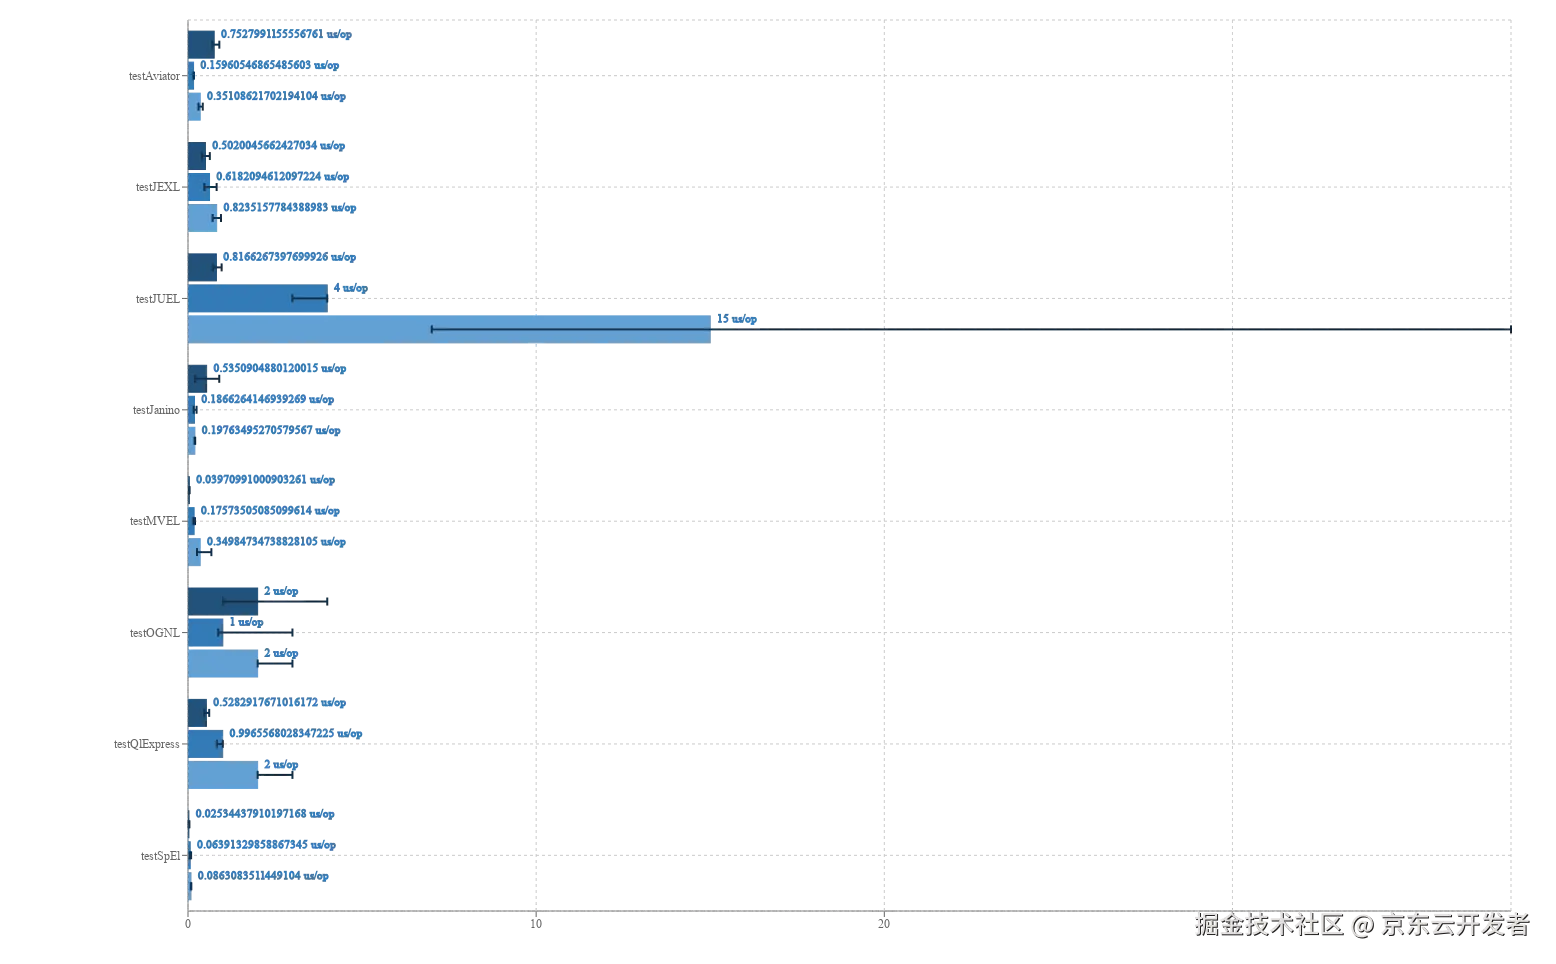 0.7527991155556761 us/op
0.15960546865485603 us/op
testAviator
0.35108621702194104 us/op
0.5020045662427034 us/op
0.6182094612097224 us/op
testJEXL
0.8235157784388983 us/op
0.8166267397699926 us/op
4 us/op
testJUEL
15 us/op
0.5350904880120015 us/op
0.1866264146939269 us/op
testJanino
0.19763495270579567 us/op
0.03970991000903261 us/op
0.17573505085099614 us/op
testMVEL
0.34984734738828105 us/op
2 us/op
1 us/op
testOGNL
2 us/op
0.5282917671016172 us/op
0.9965568028347225 us/op
testQlExpress
2 us/op
0.02534437910197168 us/op
0.06391329858867345 us/op
testSpEl
0.0863083511449104 us/op
0 10 20
掘金技术社区 @ 京东云开发者